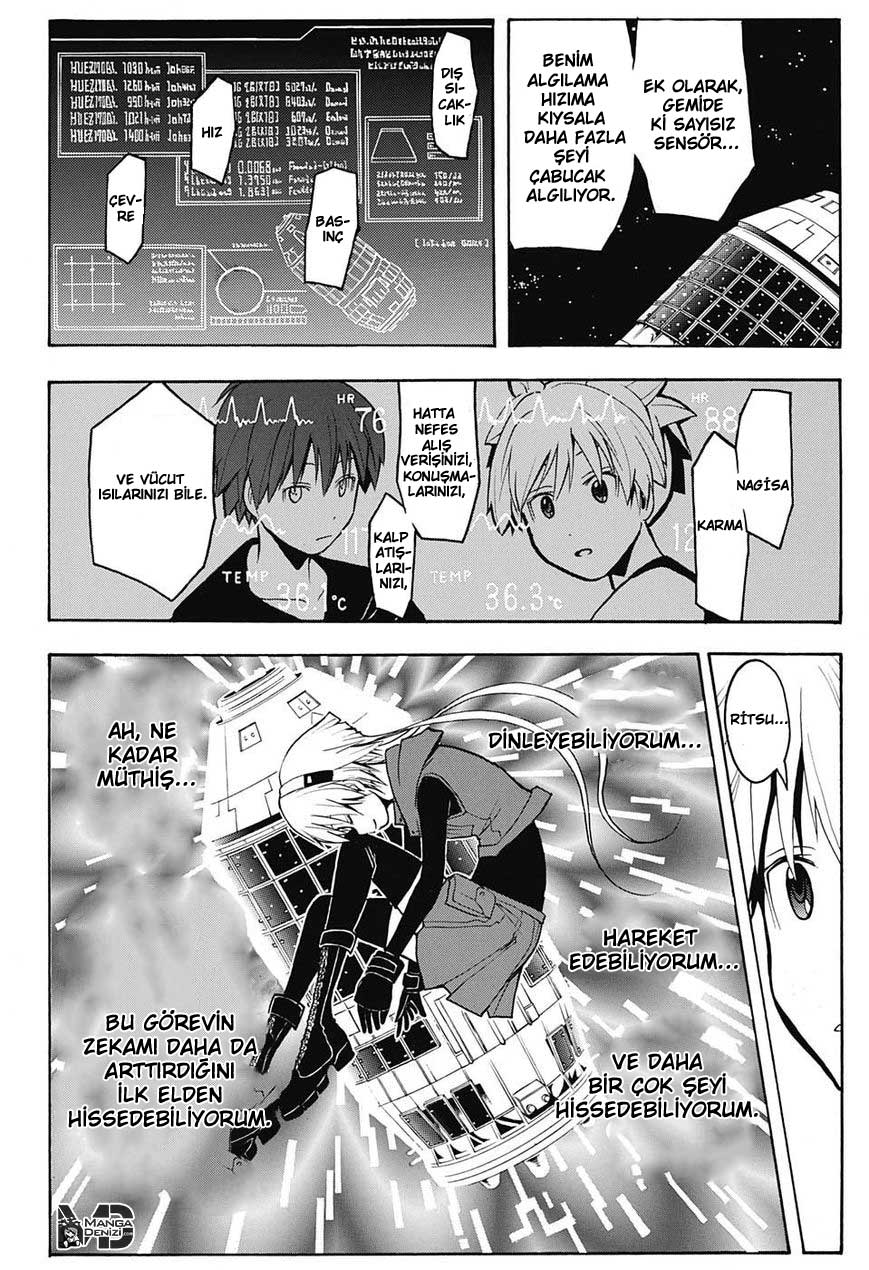 EK OLARAK,
GEMİDE
Kİ SAYISIZ
SENSÖR...
BENİM
ALGILAMA
HIZIMA
KIYSALA
DAHA FAZLA
ŞEYİ
ÇABUCAK
ALGILIYOR.
DIŞ
SI-
CAK-
LIK
HIZ
BAS-
INÇ
ÇEV-
RE
NAGİSA
KARMA
HR
88
HATTA
NEFES
ALIŞ
VERİŞİNİZİ,
KONUŞMA-
LARINIZI,
KALP
ATIŞ-
LARI-
NIZI,
TEMP
36.3°C
HR
76
VE VÜCUT
ISILARINIZI BİLE.
TEMP
36.1°C
RİTSU...
DİNLEYEBİLİYORUM...
AH, NE
KADAR
MÜTHİŞ...
HAREKET
EDEBİLİYORUM...
VE DAHA
BİR ÇOK ŞEYİ
HİSSEDEBİLİYORUM.
BU GÖREVİN
ZEKAMI DAHA DA
ARTTIRDIĞINI
İLK ELDEN
HİSSEDEBİLİYORUM.
MANGA
DENİZİ.com